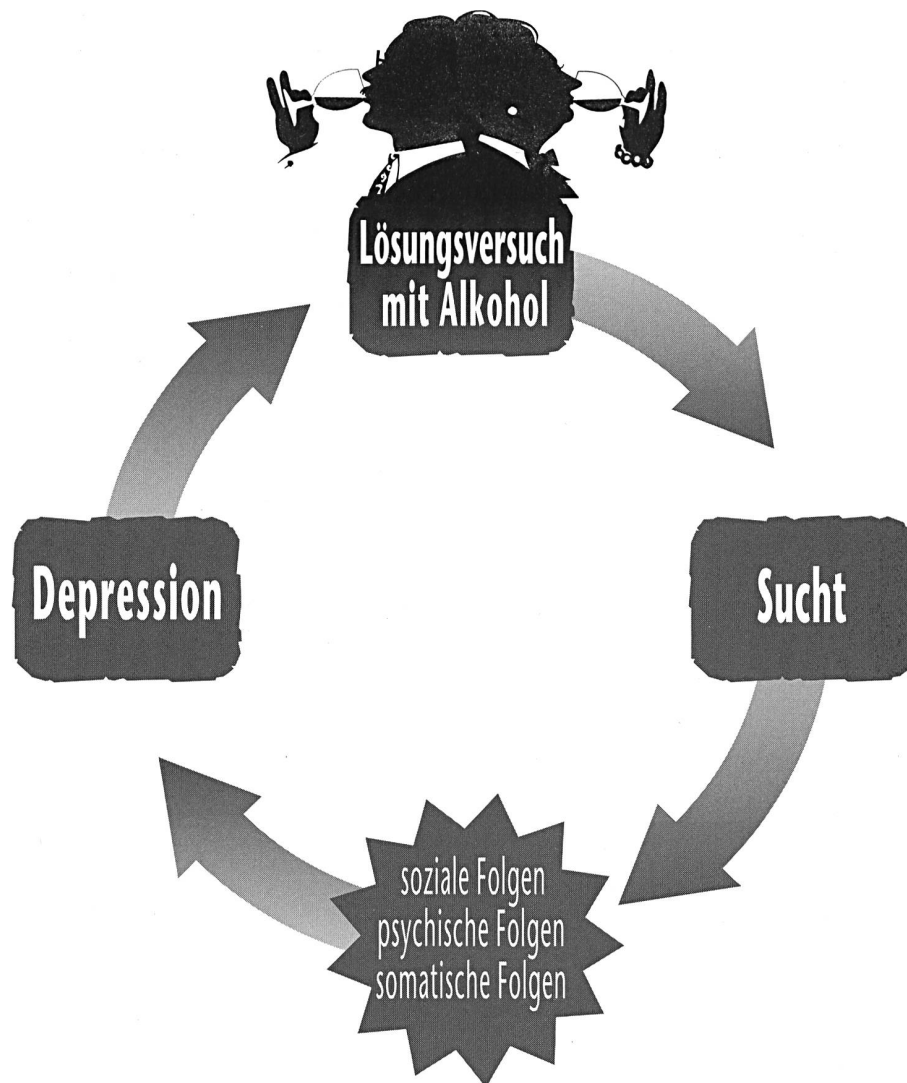 Lösungsversuch
mit Alkohol
Depression
Sucht
soziale Folgen
psychische Folgen
somatische Folgen